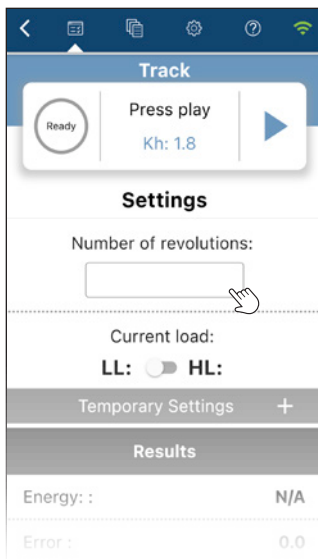 Track
Ready
Press play
Kh: 1.8
Settings
Number of revolutions:
Current load:
LL: HL:
Temporary Settings +
Results
Energy: : N/A
Error : 0.0